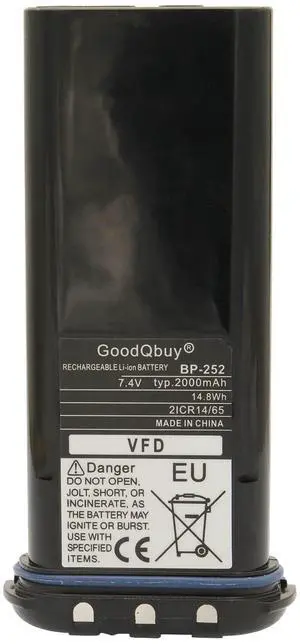 GoodQbuy®
RECHARGEABLE Li-ion BATTERY BP-252
7.4V typ.2000mAh
14.8Wh
2ICR14/65
MADE IN CHINA
VFD
⚠Danger
DO NOT OPEN,
JOLT, SHORT, OR
INCINERATE, AS
THE BATTERY MAY
IGNITE OR BURST.
USE WITH
SPECIFIED
ITEMS. CE
EU